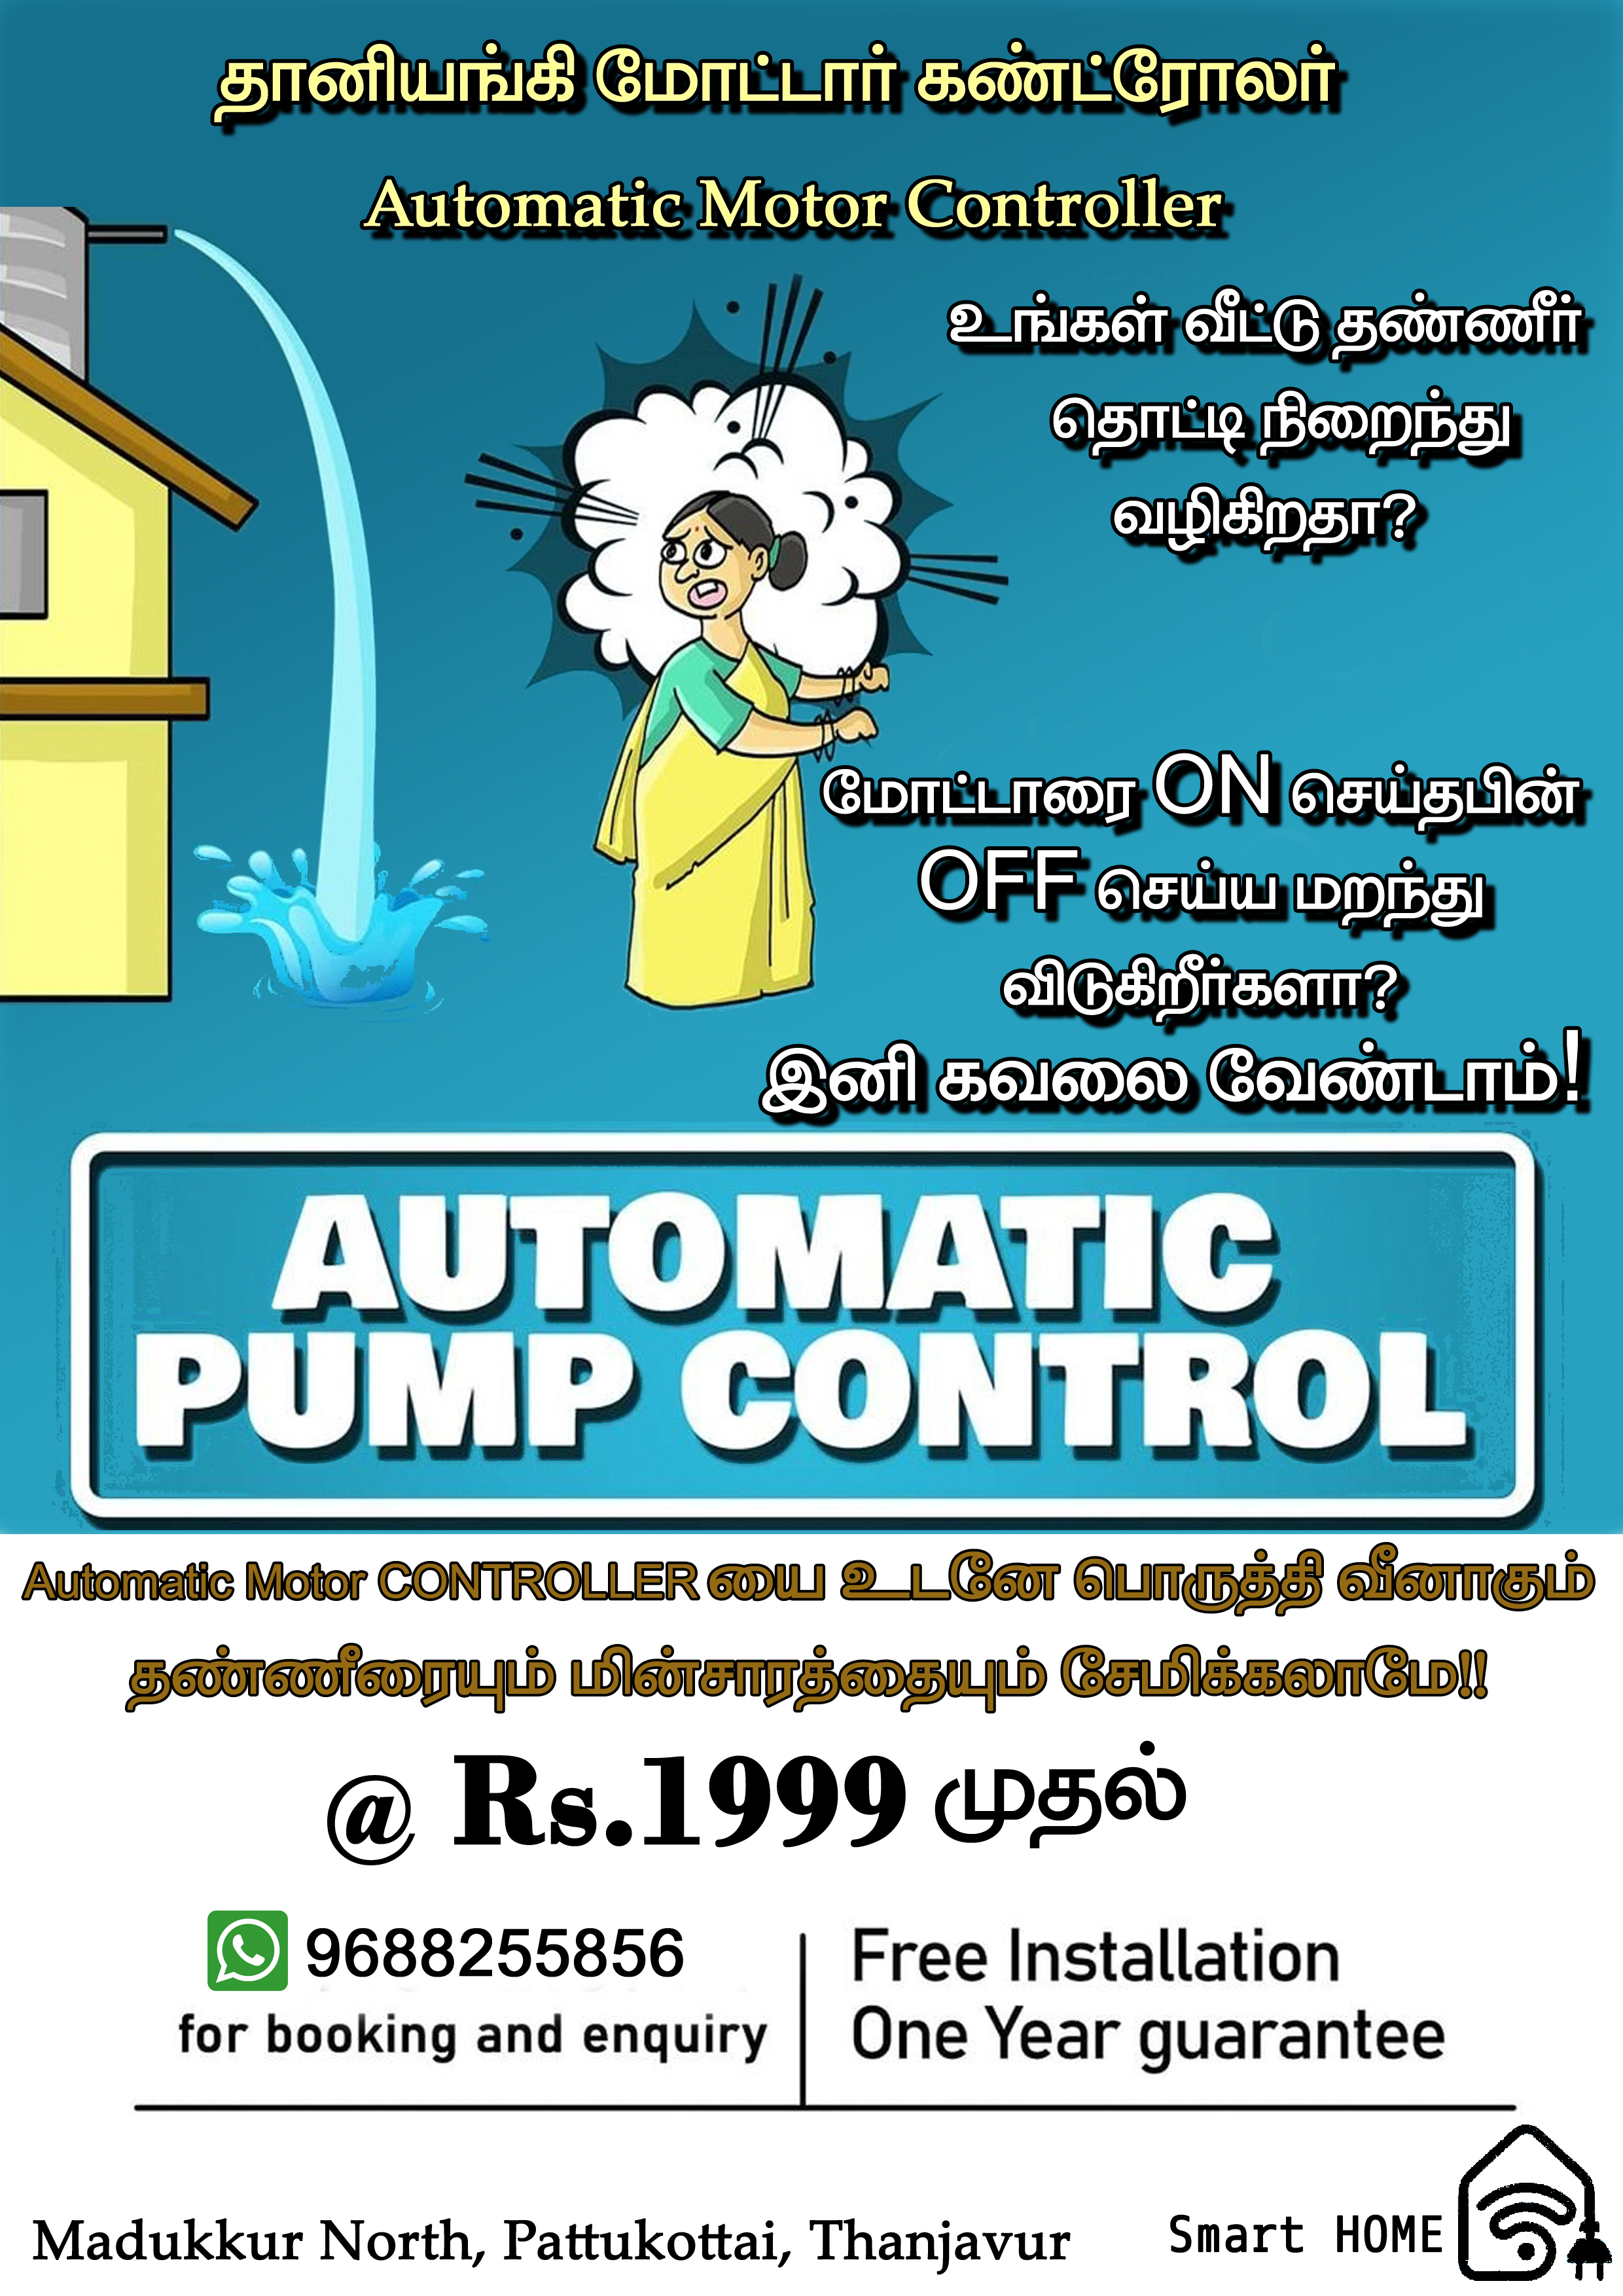 தானியங்கி மோட்டார் கண்ட்ரோலர்
Automatic Motor Controller
உங்கள் வீட்டு தண்ணீர்
தொட்டி நிறைந்து
வழிகிறதா?
மோட்டாரை ON செய்தபின்
OFF செய்ய மறந்து
விடுகிறீர்களா?
இனி கவலை வேண்டாம்!
AUTOMATIC
PUMP CONTROL
Automatic Motor CONTROLLER யை உடனே பொருத்தி வீனாகும்
தண்ணீரையும் மின்சாரத்தையும் சேமிக்கலாமே!!
@ Rs.1999 முதல்
9688255856
for booking and enquiry
Free Installation
One Year guarantee
Madukkur North, Pattukottai, Thanjavur
Smart HOME